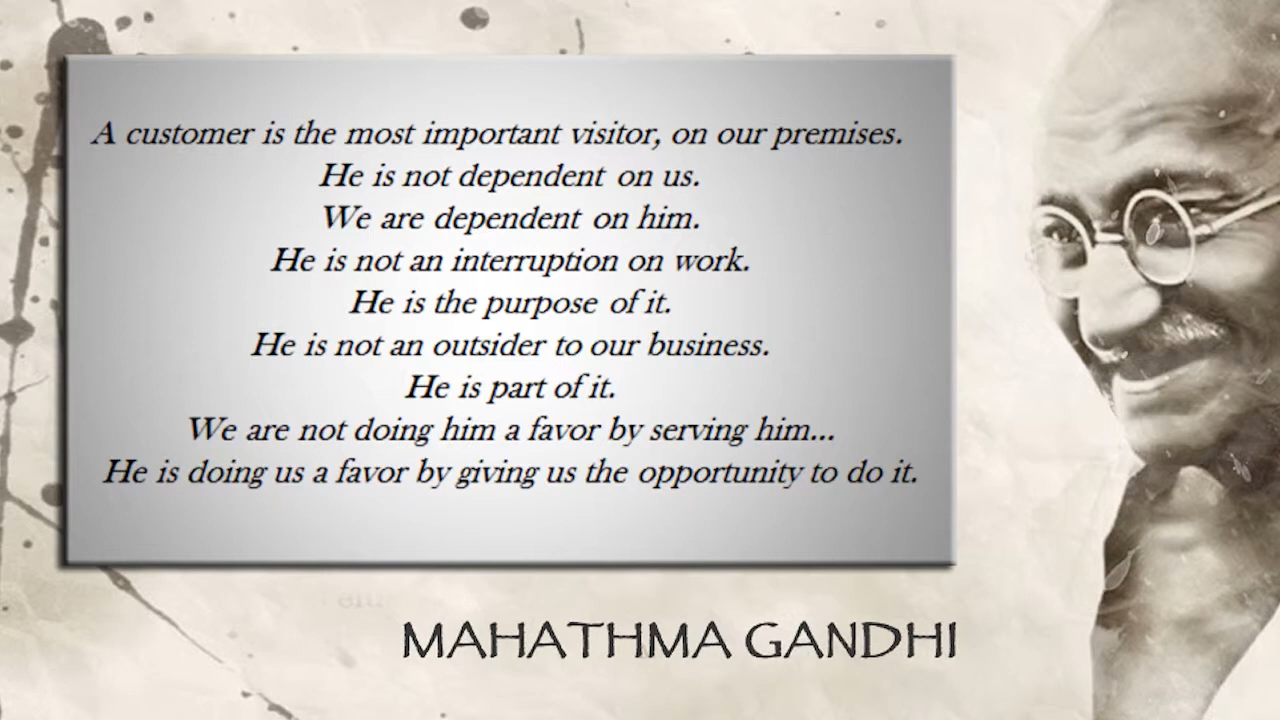 A customer is the most important visitor, on our premises.
He is not dependent on us.
We are dependent on him.
He is not an interruption on work.
He is the purpose of it.
He is not an outsider to our business.
He is part of it.
We are not doing him a favor by serving him...
He is doing us a favor by giving us the opportunity to do it.
MAHATHMA GANDHI